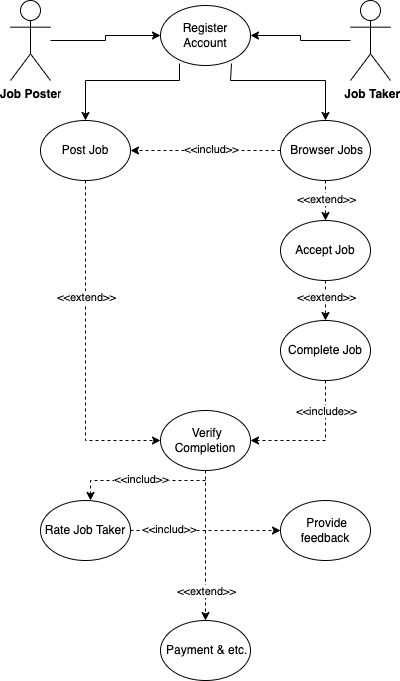 Register
Account
Job Poster
Job Taker
Post Job
<<includ>>
Browser Jobs
<<extend>>
Accept Job
<<extend>>
<<extend>>
Complete Job
<<include>>
Verify
Completion
<<includ>>
Rate Job Taker
<<includ>>
Provide
feedback
<<extend>>
Payment & etc.